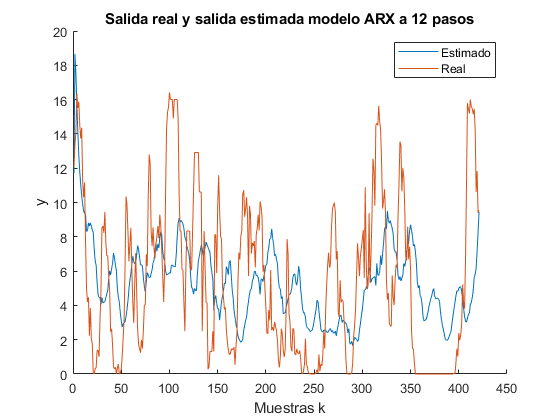 Salida real y salida estimada modelo ARX a 12 pasos
Estimado
Real
y
20
18
16
14
12
10
8
6
4
2
0
0 50 100 150 200 250 300 350 400 450
Muestras k